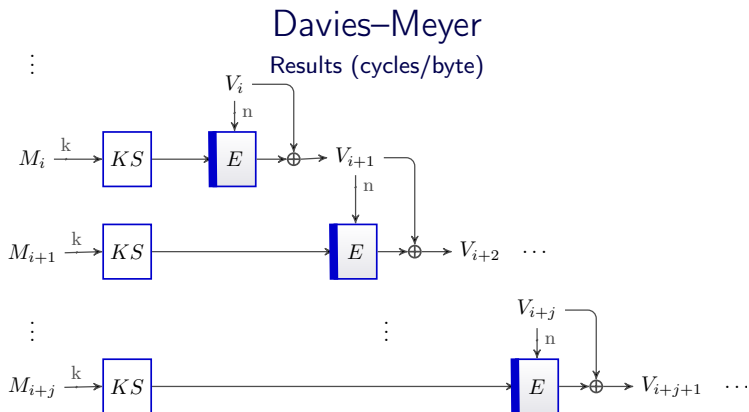 Davies–Meyer
Results (cycles/byte)
⋮
V_i
n
M_i k KS E ⊕ V_{i+1}
n
M_{i+1} k KS E ⊕ V_{i+2} ⋯
⋮ ⋮ V_{i+j}
n
M_{i+j} k KS E ⊕ V_{i+j+1} ⋯